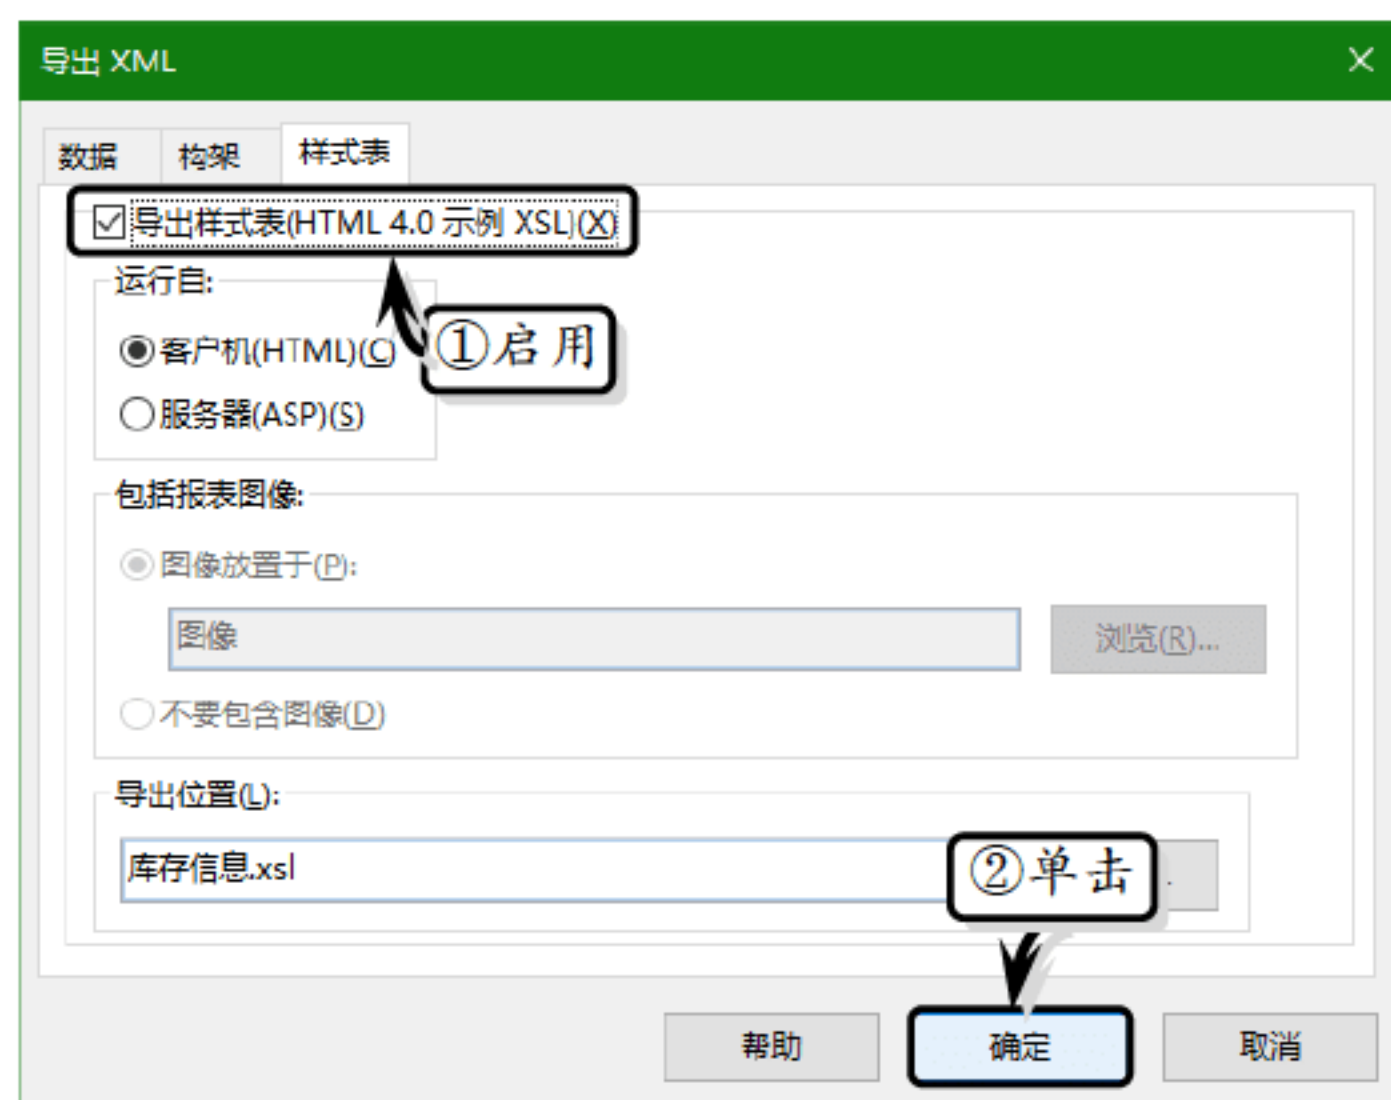 导出 XML
数据 构架 样式表
导出样式表(HTML 4.0 示例 XSL)(X)
运行自:
客户机(HTML)(C)
①启用
服务器(ASP)(S)
包括报表图像:
图像放置于(P):
图像
浏览(R)...
不要包含图像(D)
导出位置(L):
库存信息.xsl
②单击
帮助 确定 取消